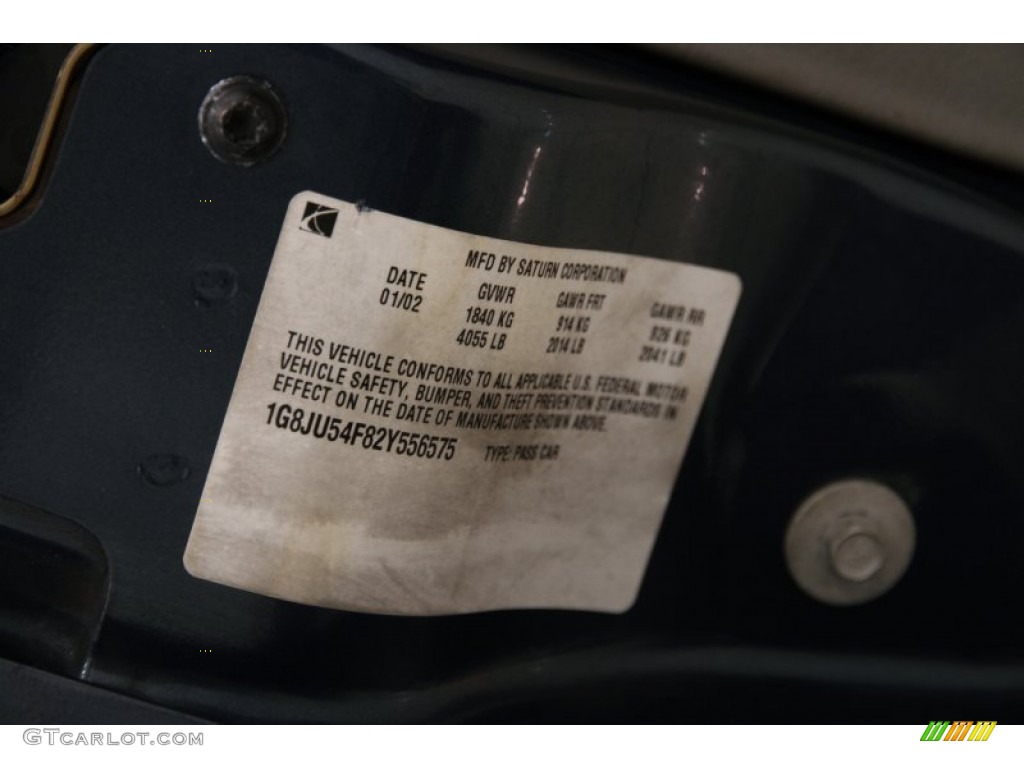 MFD BY SATURN CORPORATION
DATE GVWR GAWR FRT GAWR RR
01/02 1840 KG 914 KG 926 KG
4055 LB 2014 LB 2041 LB
THIS VEHICLE CONFORMS TO ALL APPLICABLE U.S. FEDERAL MOTOR
VEHICLE SAFETY, BUMPER, AND THEFT PREVENTION STANDARDS IN
EFFECT ON THE DATE OF MANUFACTURE SHOWN ABOVE.
1G8JU54F82Y556575 TYPE: PASS CAR
GTCARLOT.COM